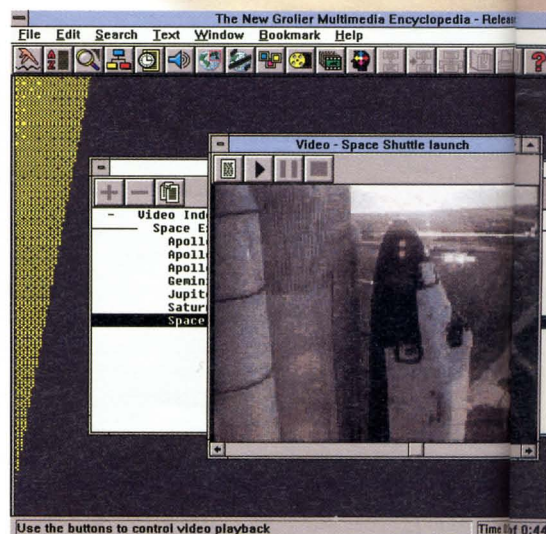 The New Grolier Multimedia Encyclopedia - Relea
File Edit Search Text Window Bookmark Help
Video - Space Shuttle launch
Video Ind
Space E
Apoll
Apoll
Apoll
Gemin
Jupit
Satur
Space
Use the buttons to control video playback
Time 0:44